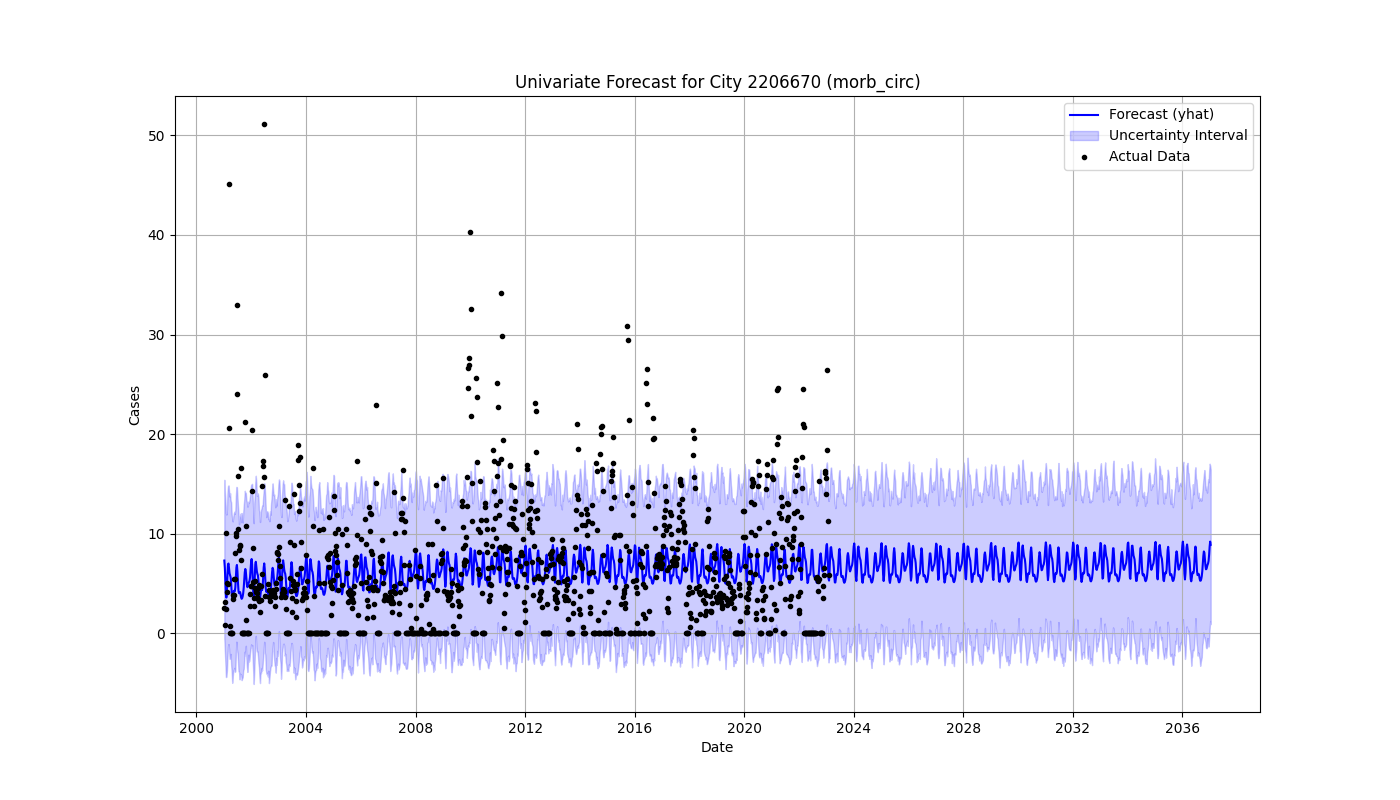 Univariate Forecast for City 2206670 (morb_circ)
Forecast (yhat)
Uncertainty Interval
Actual Data
Cases
50
40
30
20
10
0
2000 2004 2008 2012 2016 2020 2024 2028 2032 2036
Date